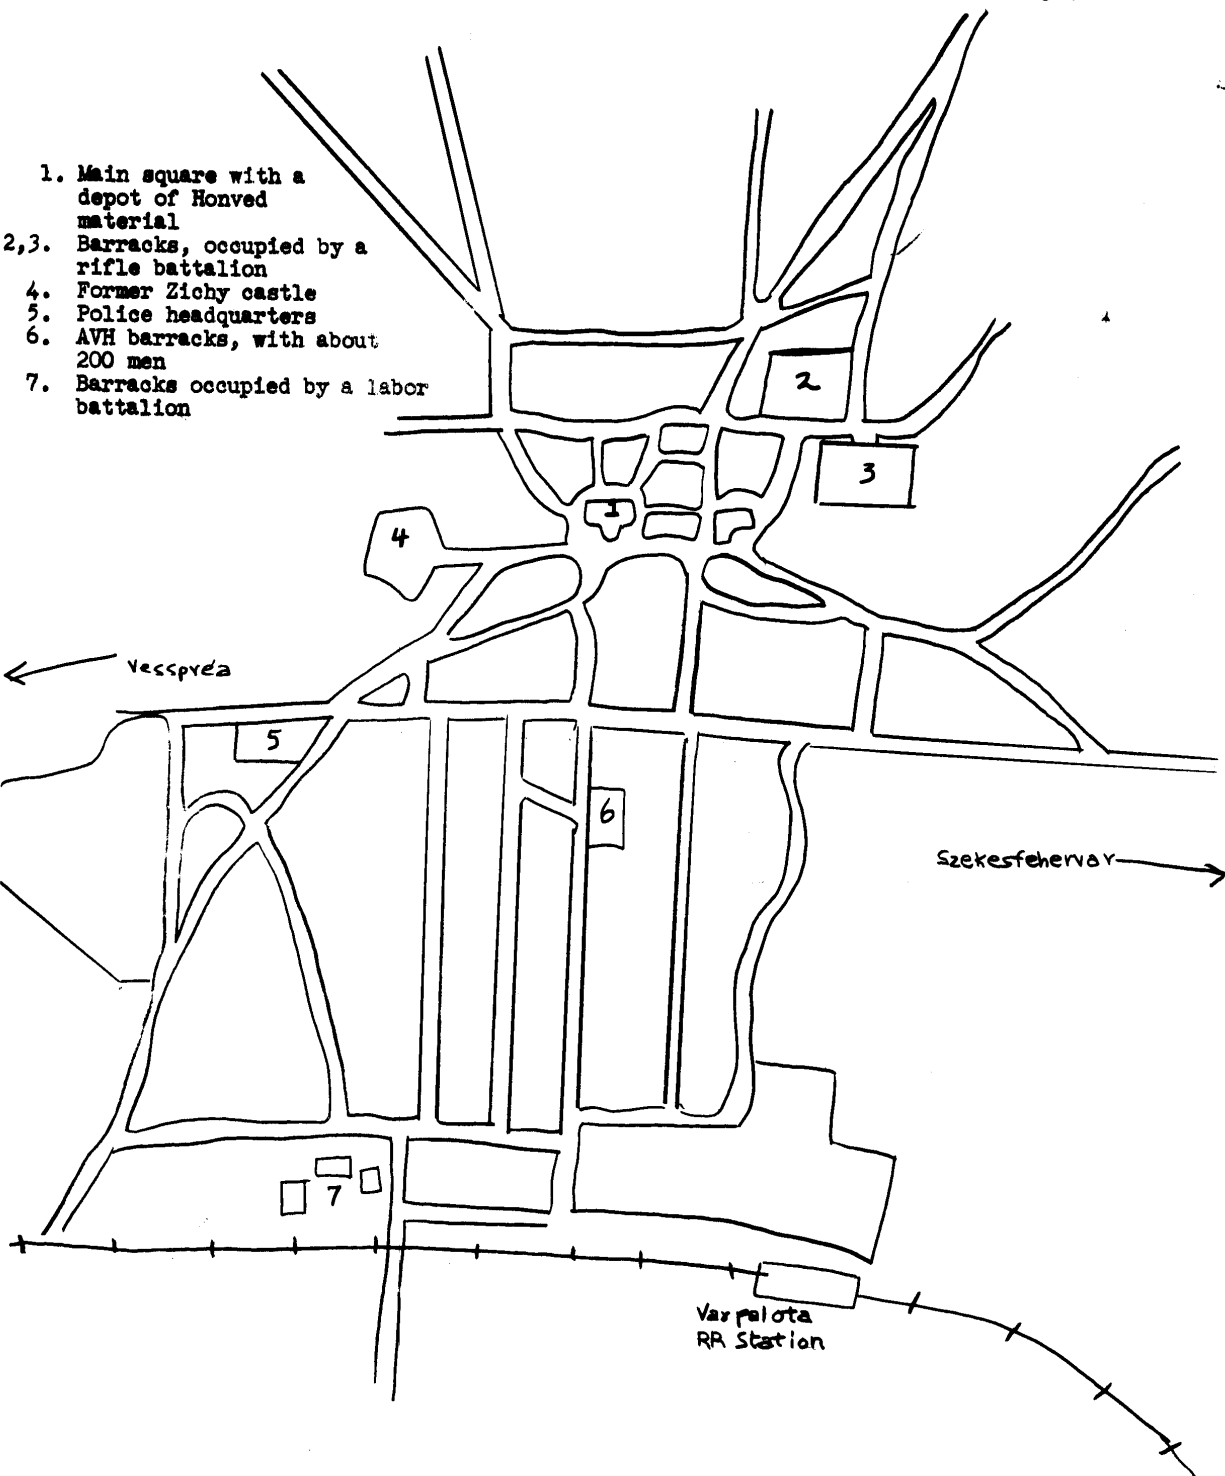 1. Main square with a
depot of Honved
material
2,3. Barracks, occupied by a
rifle battalion
4. Former Zichy castle
5. Police headquarters
6. AVH barracks, with about
200 men
7. Barracks occupied by a labor
battalion
2
3
1
4
Vesspréa
5
6
Szekesfehervar
7
Varpalota
RR Station